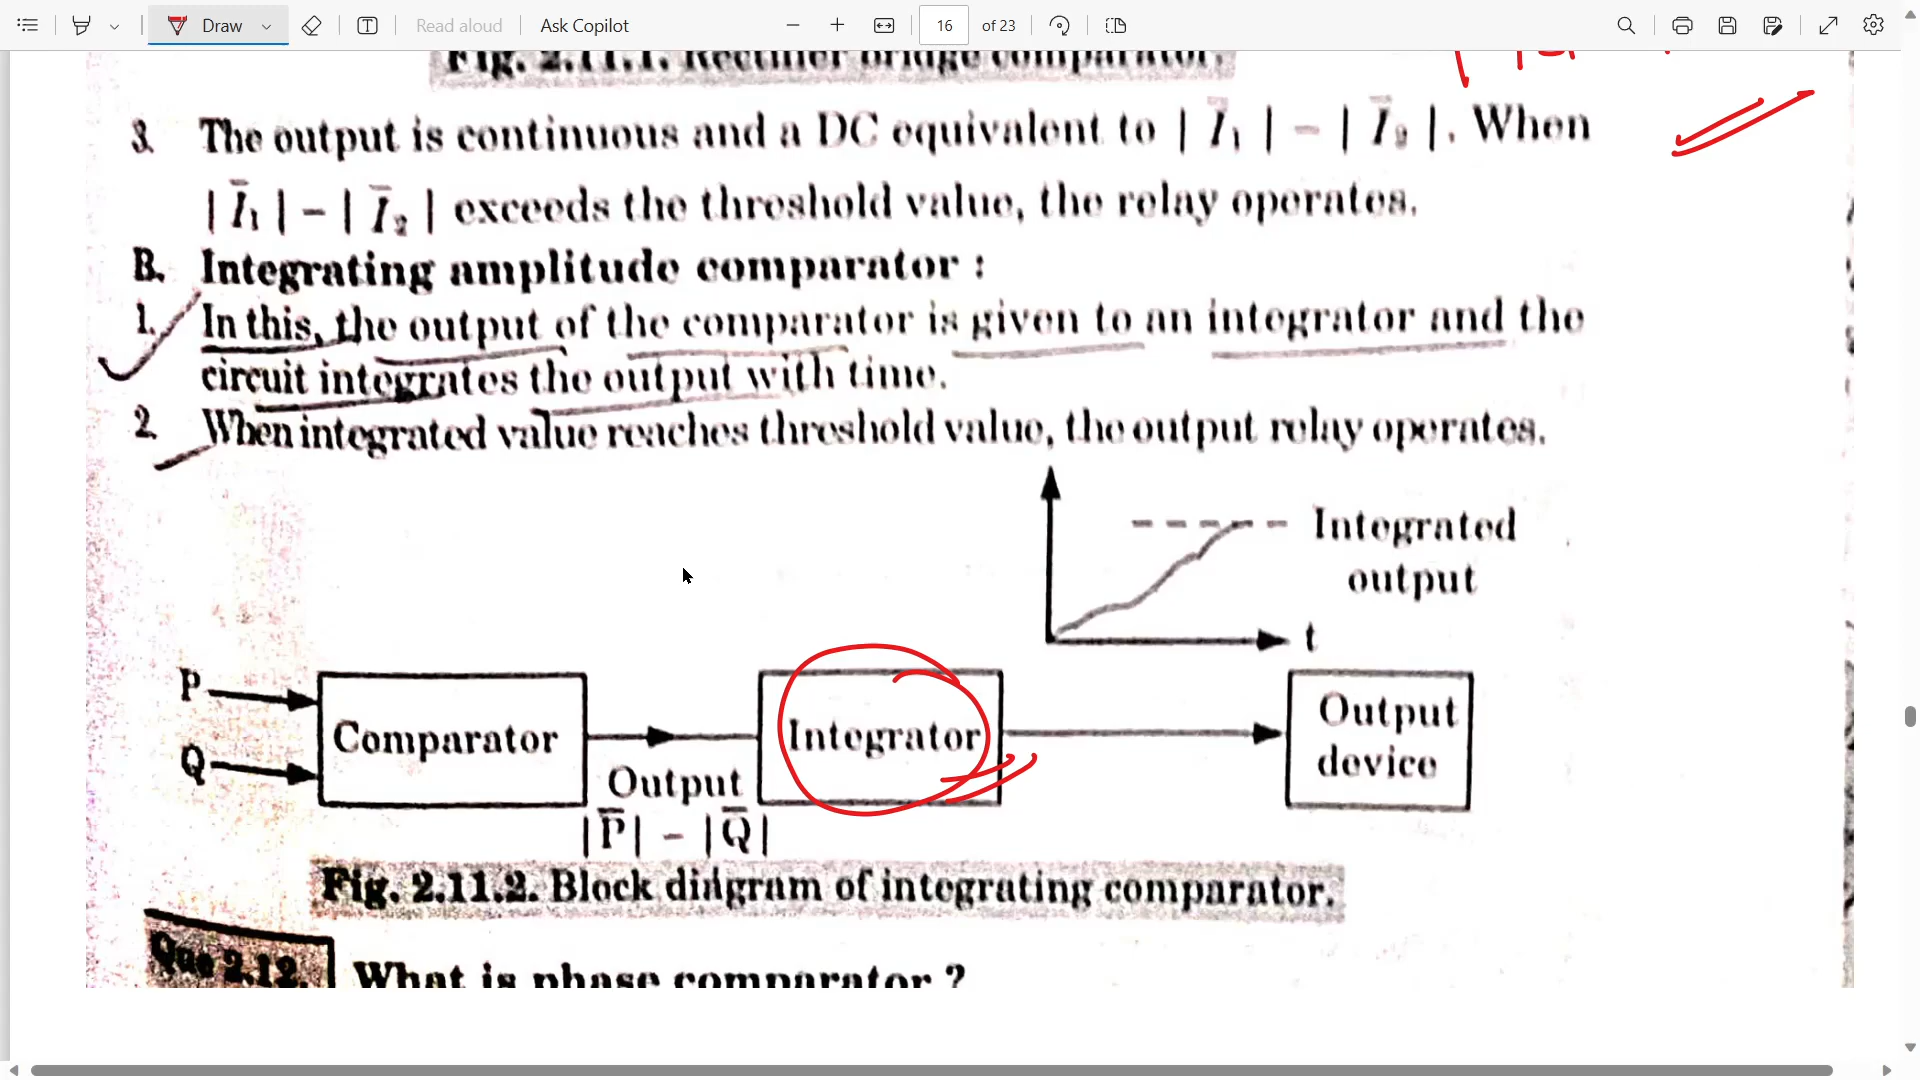 Draw
Read aloud
Ask Copilot
16
of 23
Fig. 2.11.1. Rectifier bridge comparator.
3. The output is continuous and a DC equivalent to | I̅₁ | – | I̅₂ |. When
| I̅₁ | – | I̅₂ | exceeds the threshold value, the relay operates.
B. Integrating amplitude comparator :
1. In this, the output of the comparator is given to an integrator and the
circuit integrates the output with time.
2. When integrated value reaches threshold value, the output relay operates.
Integrated
output
t
P
Q
Comparator
Output
|P̅| – |Q̅|
Integrator
Output
device
Fig. 2.11.2. Block diagram of integrating comparator.
Que 2.12. What is phase comparator ?